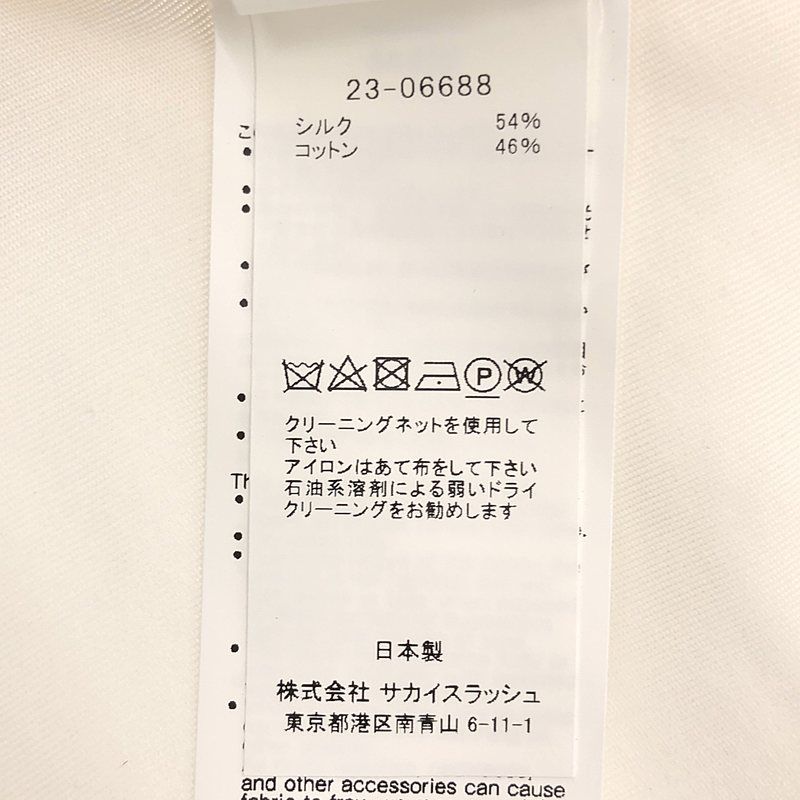 23-06688
シルク 54%
コットン 46%
P W
クリーニングネットを使用して
下さい
アイロンはあて布をして下さい
石油系溶剤による弱いドライ
クリーニングをお勧めします
日本製
株式会社 サカイスラッシュ
東京都港区南青山 6-11-1
and other accessories can cause